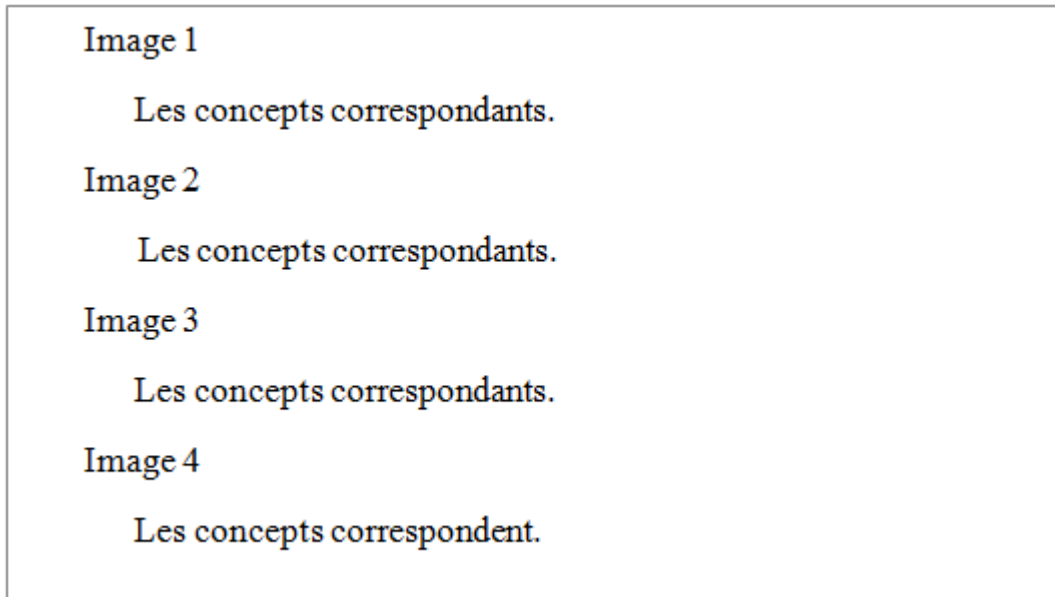 Image 1
Les concepts correspondants.
Image 2
Les concepts correspondants.
Image 3
Les concepts correspondants.
Image 4
Les concepts correspondent.